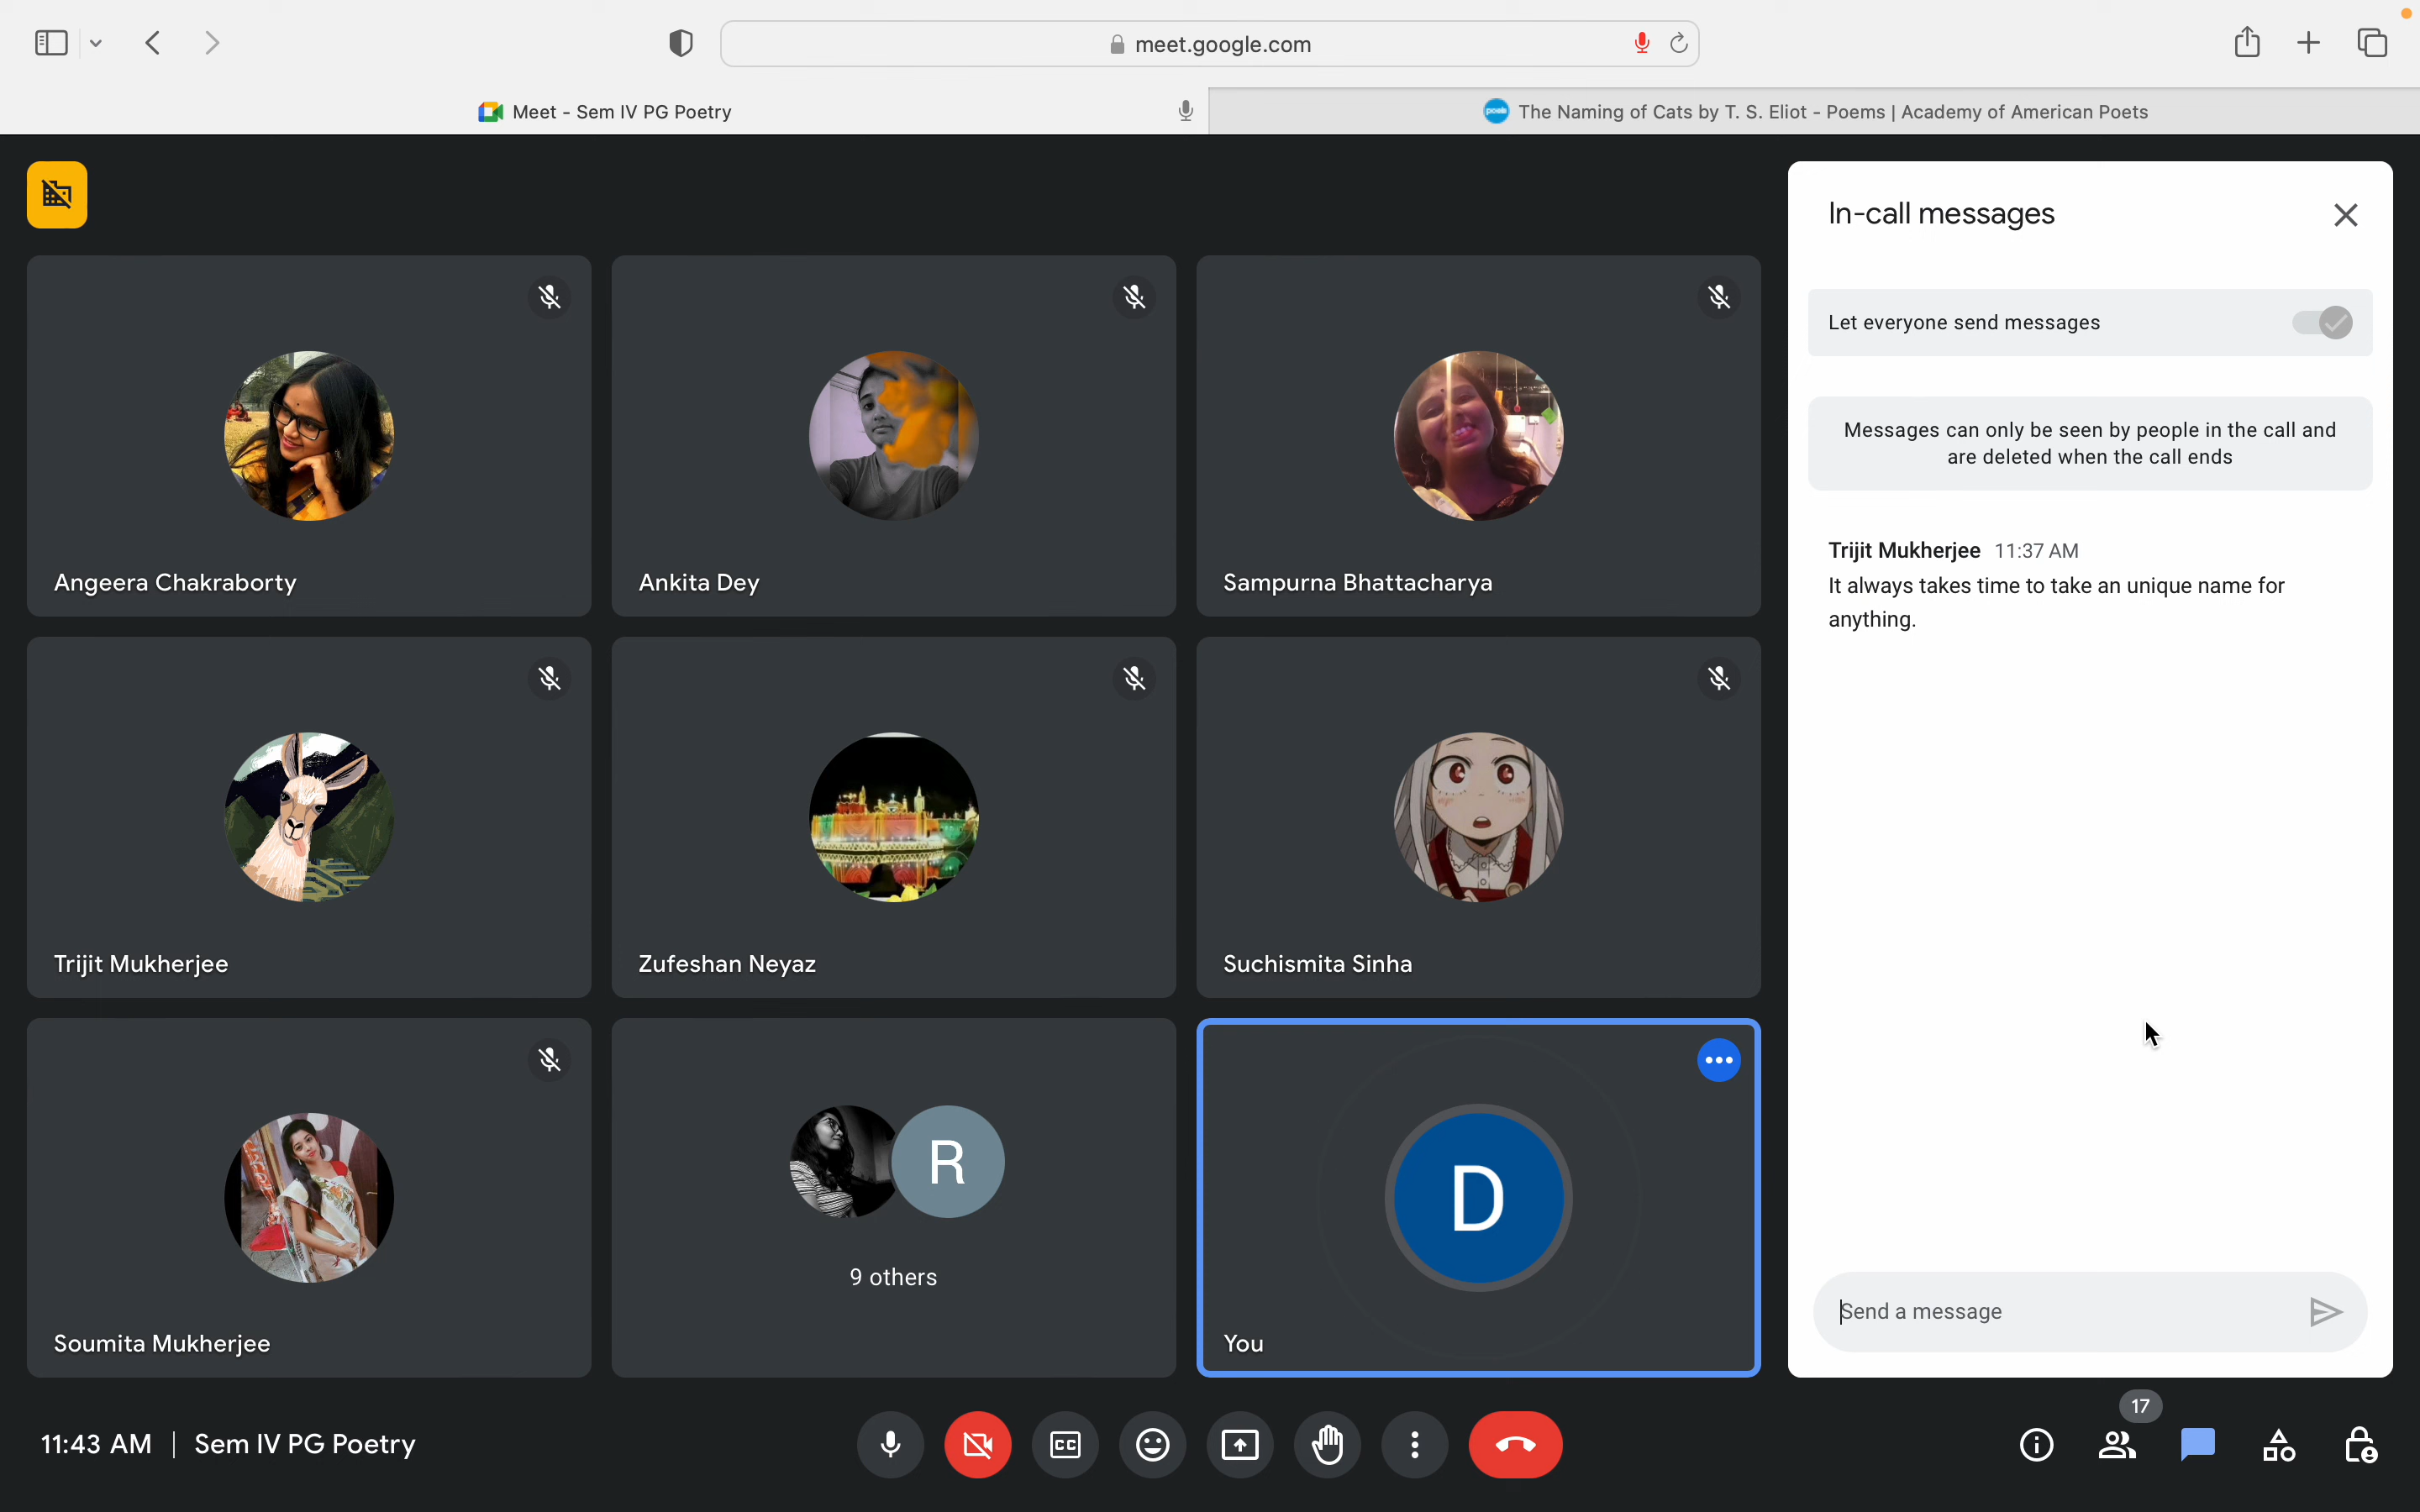 meet.google.com
Meet - Sem IV PG Poetry
poets
The Naming of Cats by T. S. Eliot - Poems | Academy of American Poets
In-call messages
Let everyone send messages
Messages can only be seen by people in the call and
are deleted when the call ends
Trijit Mukherjee 11:37 AM
It always takes time to take an unique name for
anything.
Angeera Chakraborty
Ankita Dey
Sampurna Bhattacharya
Trijit Mukherjee
Zufeshan Neyaz
Suchismita Sinha
Soumita Mukherjee
R
9 others
D
You
Send a message
11:43 AM | Sem IV PG Poetry
CC
17